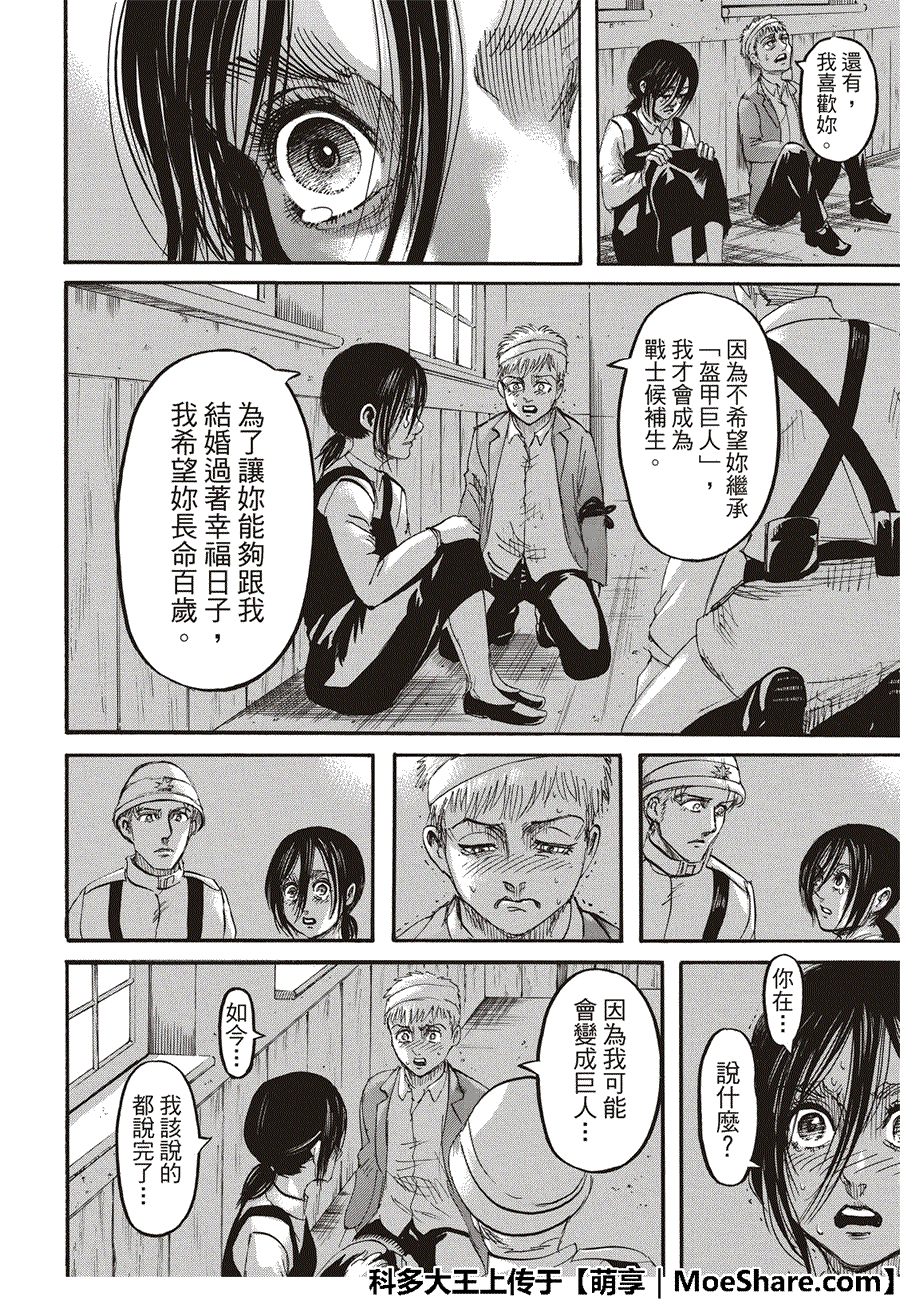 還有，
我喜歡妳。
因為不希望妳繼承
「盔甲巨人」，
我才會成為
戰士候補生。
為了讓妳能夠跟我
結婚過著幸福日子，
我希望妳長命百歲。
你在…
說什麼？
因為我可能
會變成巨人…
如今…
我該說的
都說完了…
科多大王上传于【萌享｜MoeShare.com】